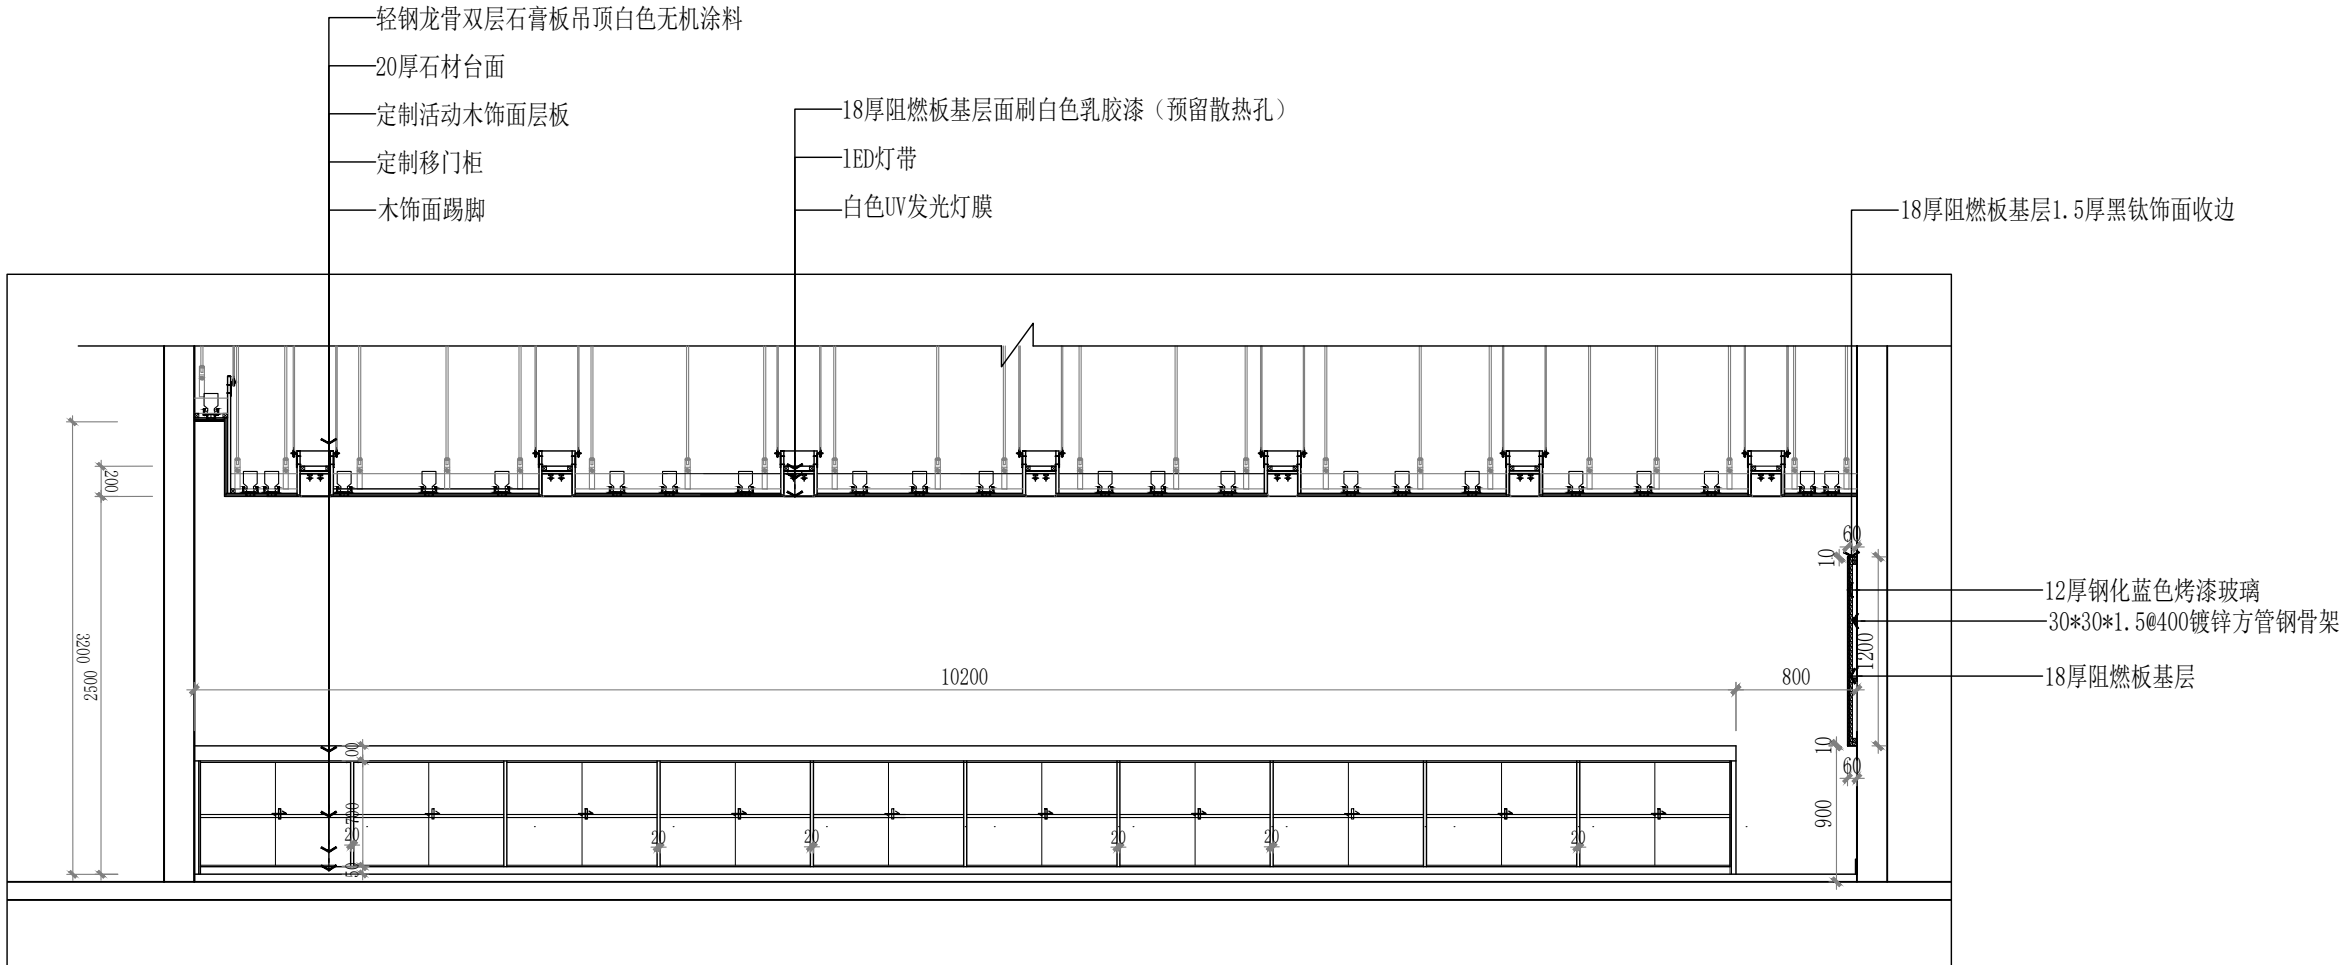 轻钢龙骨双层石膏板吊顶白色无机涂料
20厚石材台面
定制活动木饰面层板
定制移门柜
木饰面踢脚
18厚阻燃板基层面刷白色乳胶漆（预留散热孔）
lED灯带
白色UV发光灯膜
18厚阻燃板基层1.5厚黑钛饰面收边
200
3200
2500
60
10
12厚钢化蓝色烤漆玻璃
30*30*1.5@400镀锌方管钢骨架
1200
18厚阻燃板基层
10200
800
10
60
900
100
700
20
20
20
20
20
20
50